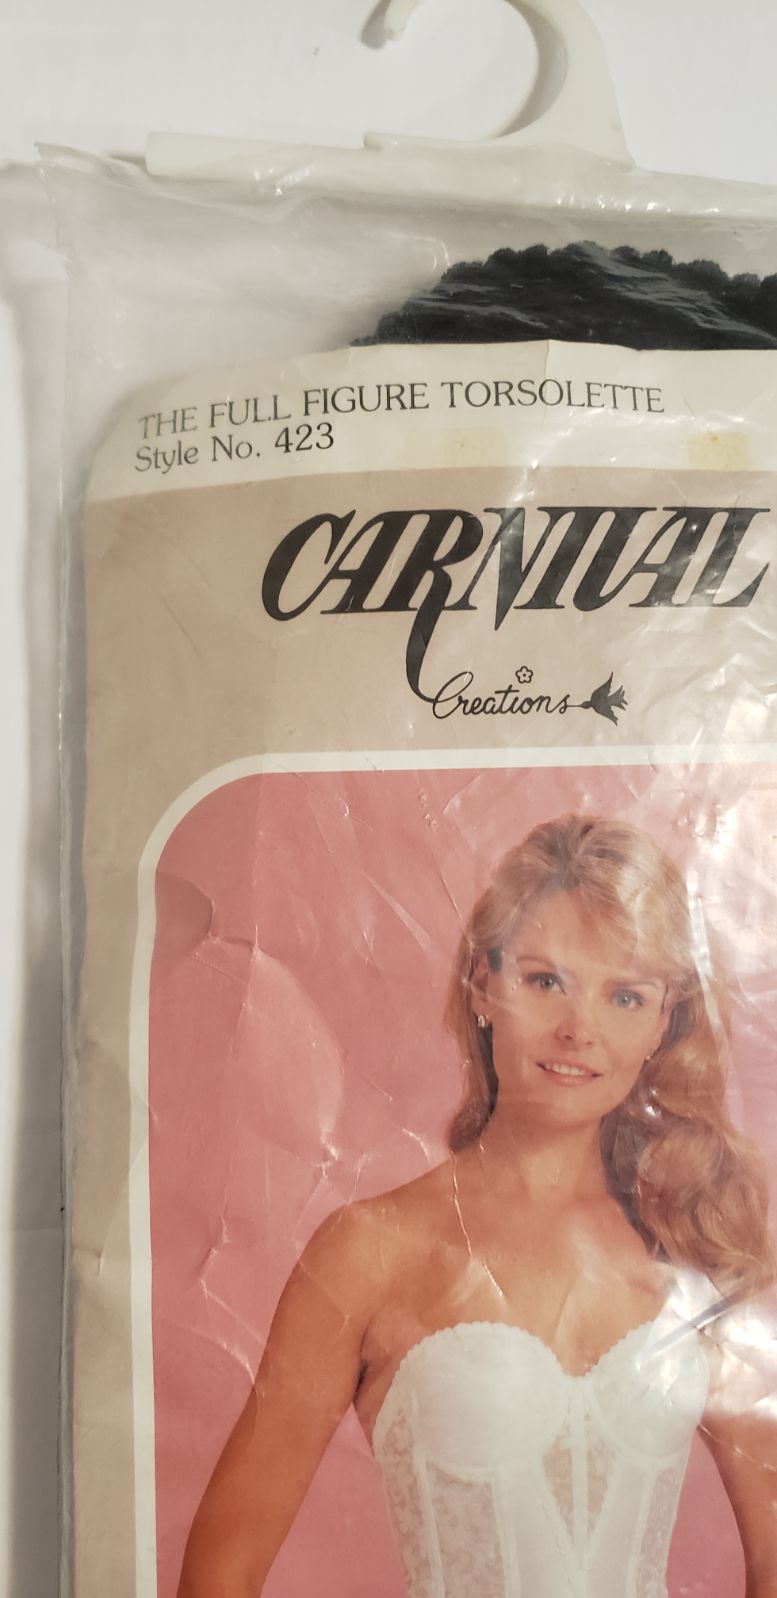 THE FULL FIGURE TORSOLETTE
Style No. 423
CARNIVAL
Creations